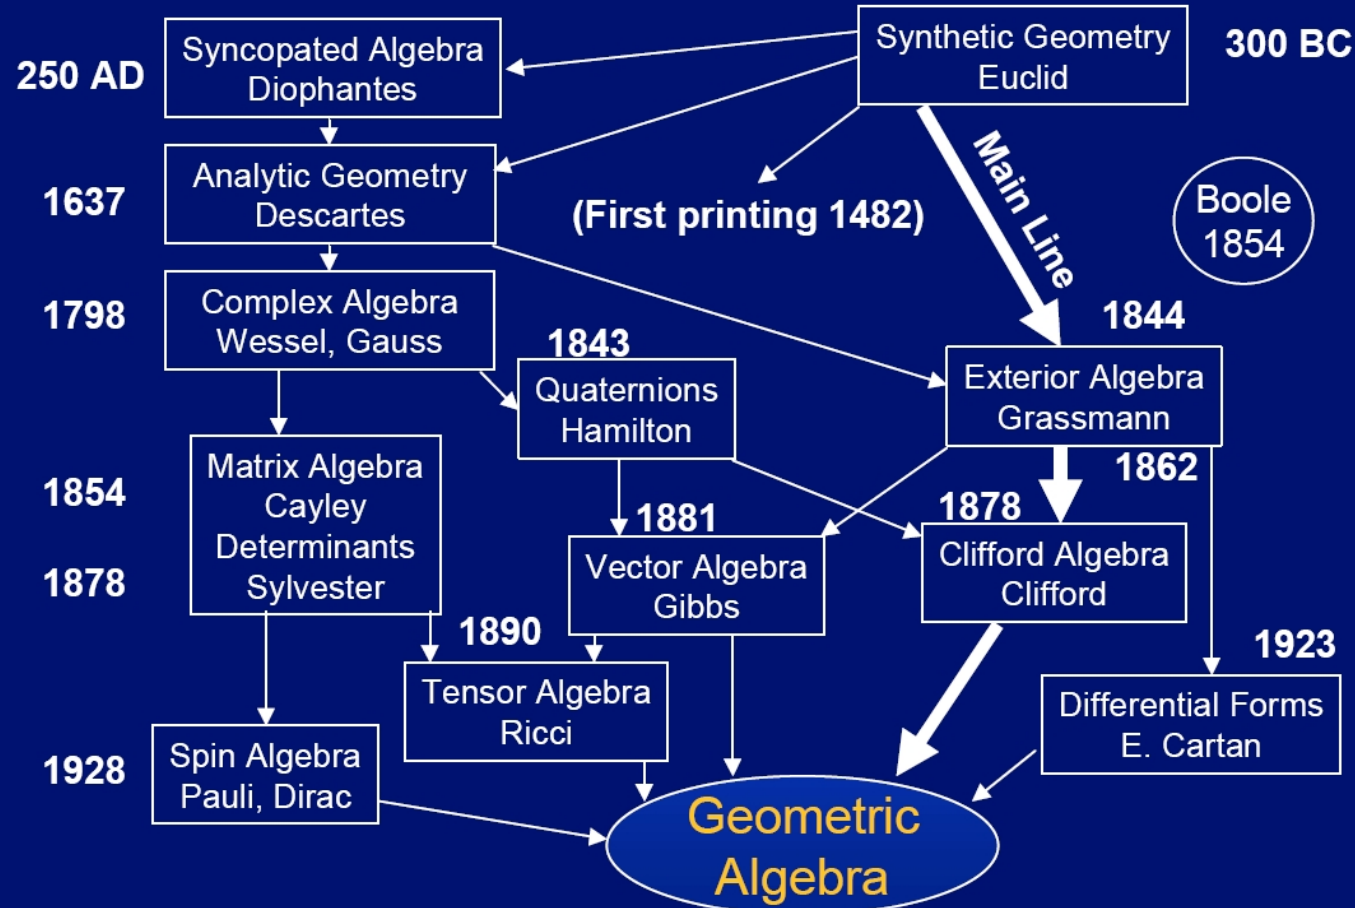 250 AD
Syncopated Algebra
Diophantes
Synthetic Geometry
Euclid
300 BC
1637
Analytic Geometry
Descartes
(First printing 1482)
Main Line
Boole
1854
1798
Complex Algebra
Wessel, Gauss
1843
Quaternions
Hamilton
1844
Exterior Algebra
Grassmann
1862
1854
1878
Matrix Algebra
Cayley
Determinants
Sylvester
1881
Vector Algebra
Gibbs
1878
Clifford Algebra
Clifford
1890
Tensor Algebra
Ricci
1923
Differential Forms
E. Cartan
1928
Spin Algebra
Pauli, Dirac
Geometric
Algebra